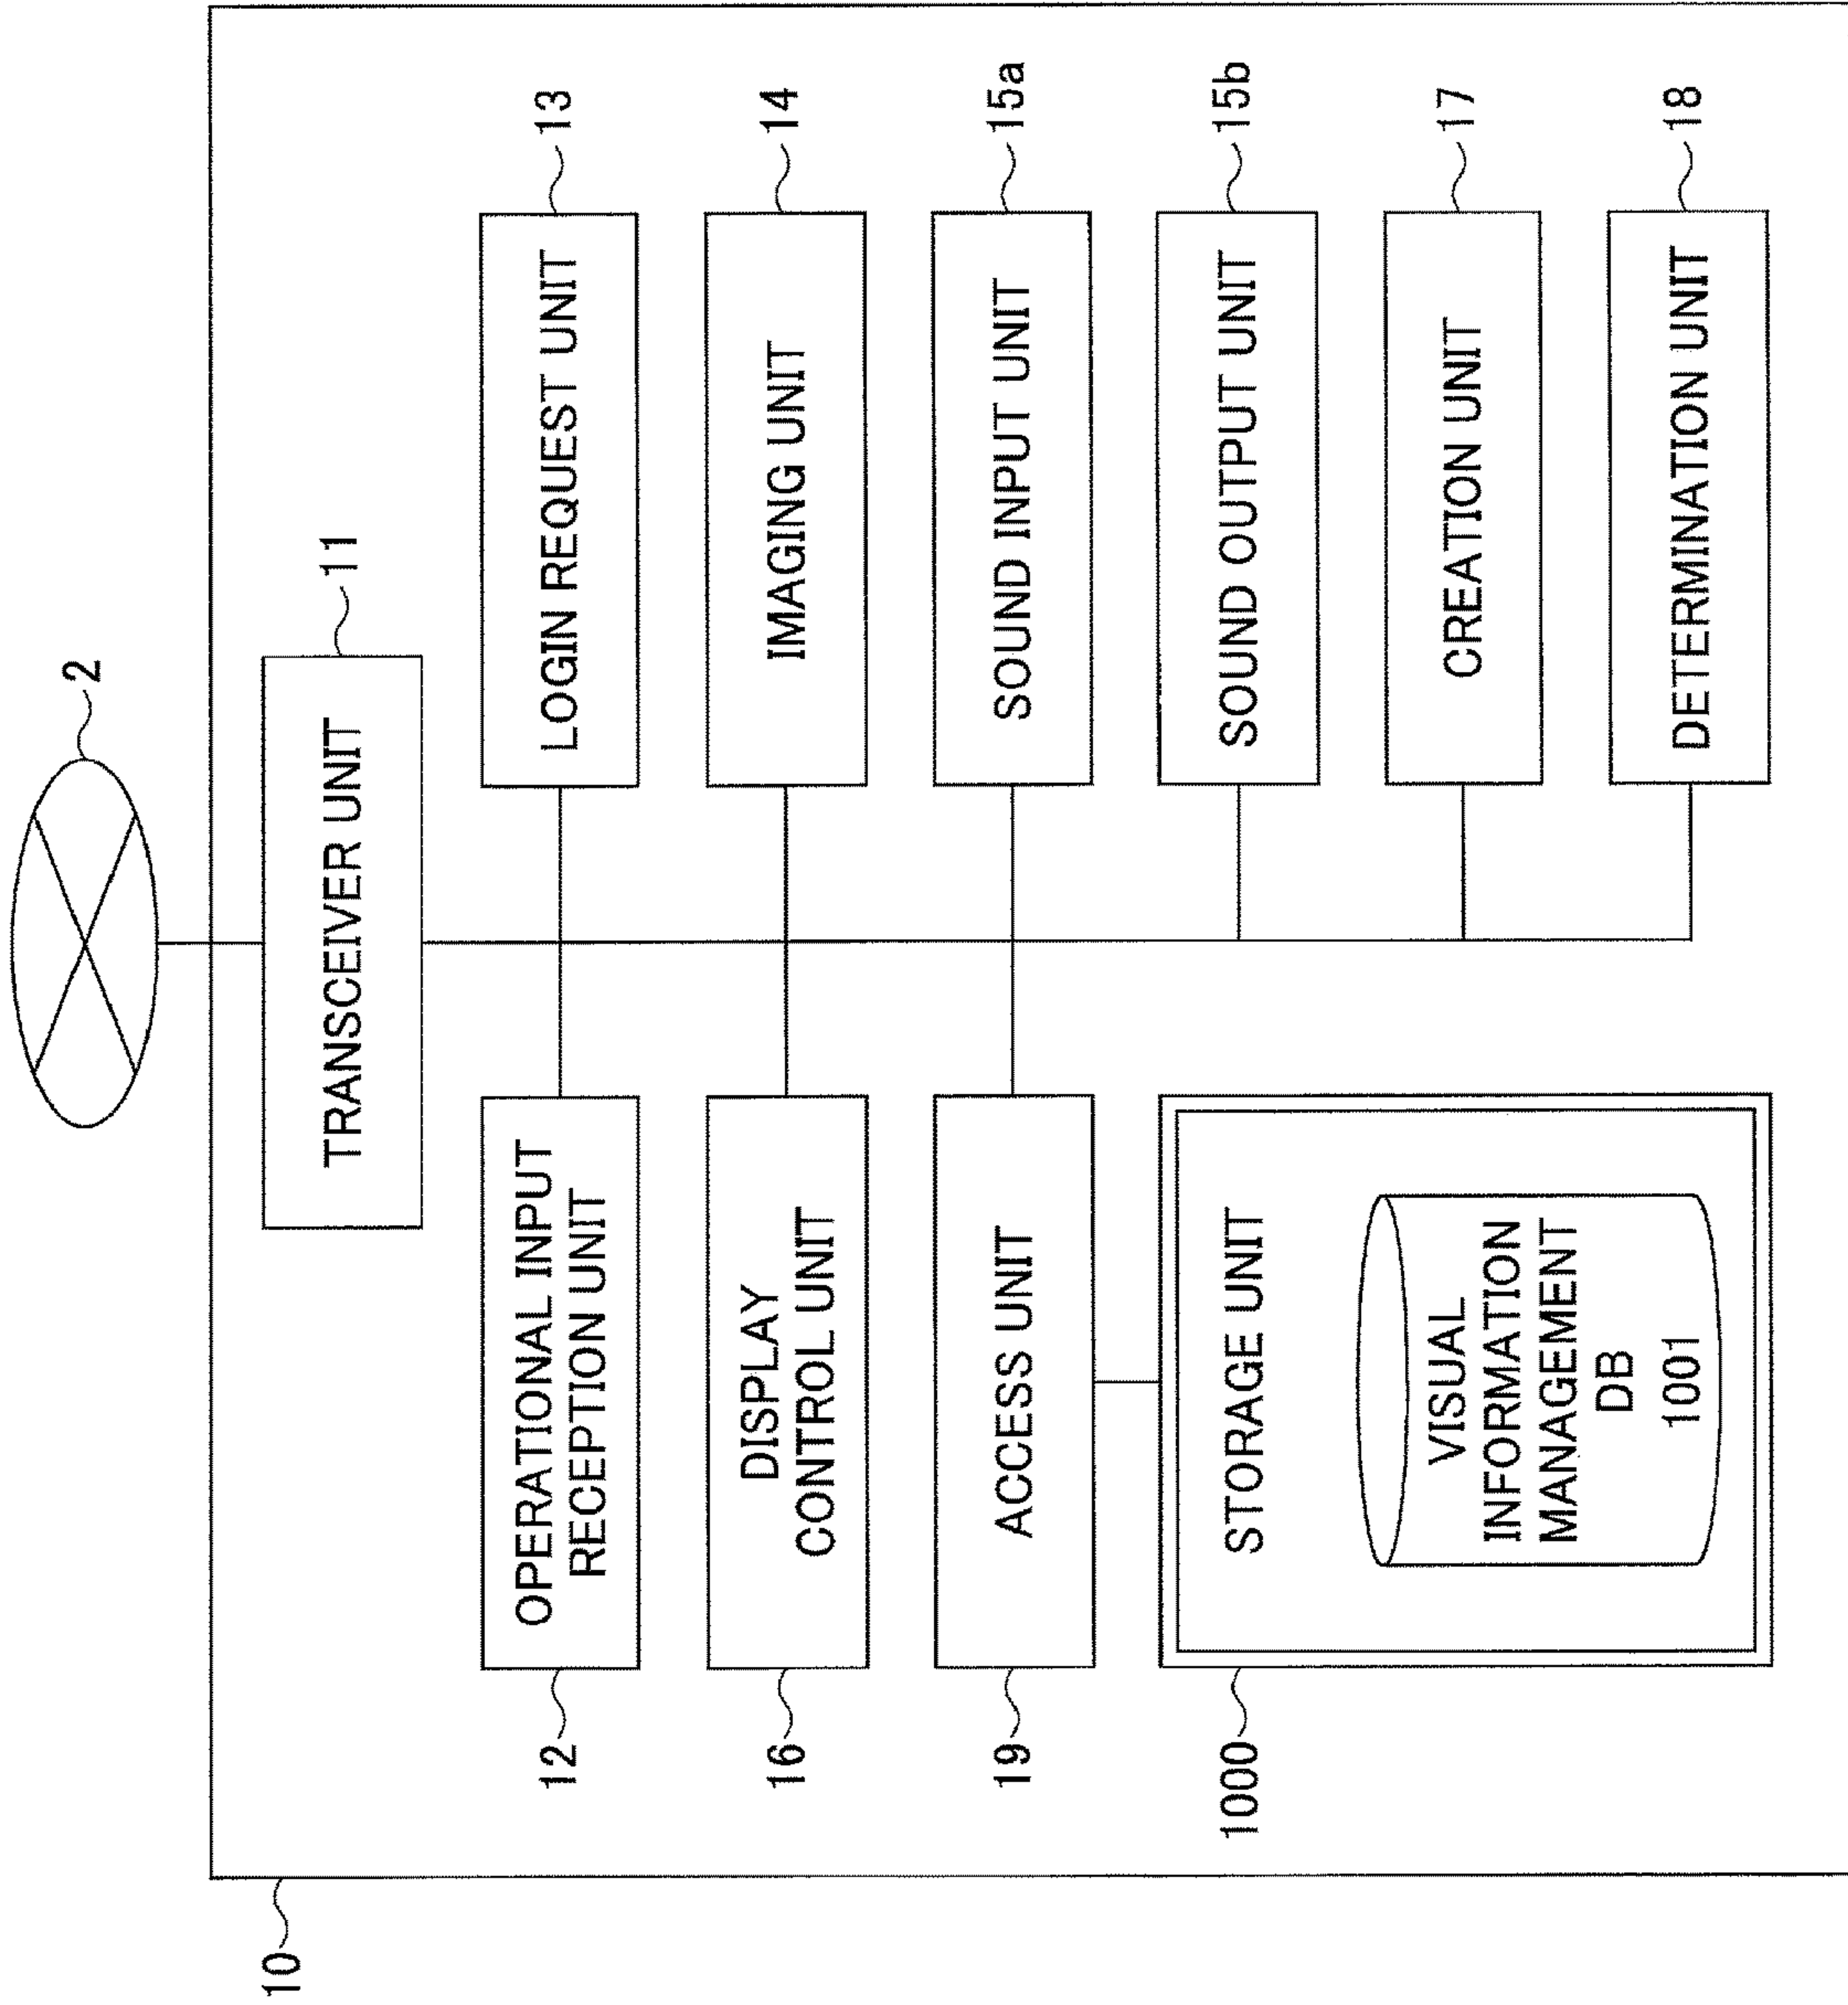 2
TRANSCEIVER UNIT
11
10
OPERATIONAL INPUT
RECEPTION UNIT
12
LOGIN REQUEST UNIT
13
DISPLAY
CONTROL UNIT
16
IMAGING UNIT
14
ACCESS UNIT
19
SOUND INPUT UNIT
15a
STORAGE UNIT
1000
VISUAL
INFORMATION
MANAGEMENT
DB
1001
SOUND OUTPUT UNIT
15b
CREATION UNIT
17
DETERMINATION UNIT
18